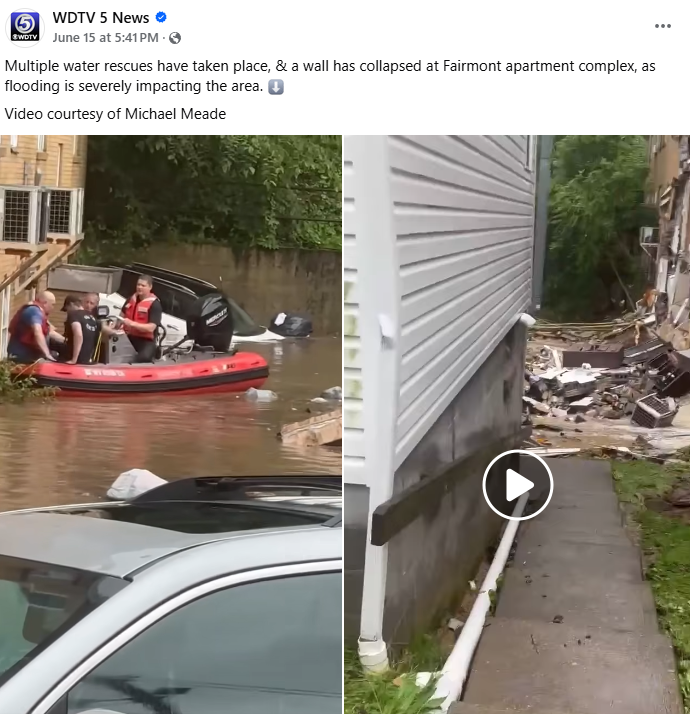 WDTV 5 News
June 15 at 5:41 PM ·
Multiple water rescues have taken place, & a wall has collapsed at Fairmont apartment complex, as
flooding is severely impacting the area.
Video courtesy of Michael Meade
5
WDTV
MERCURY